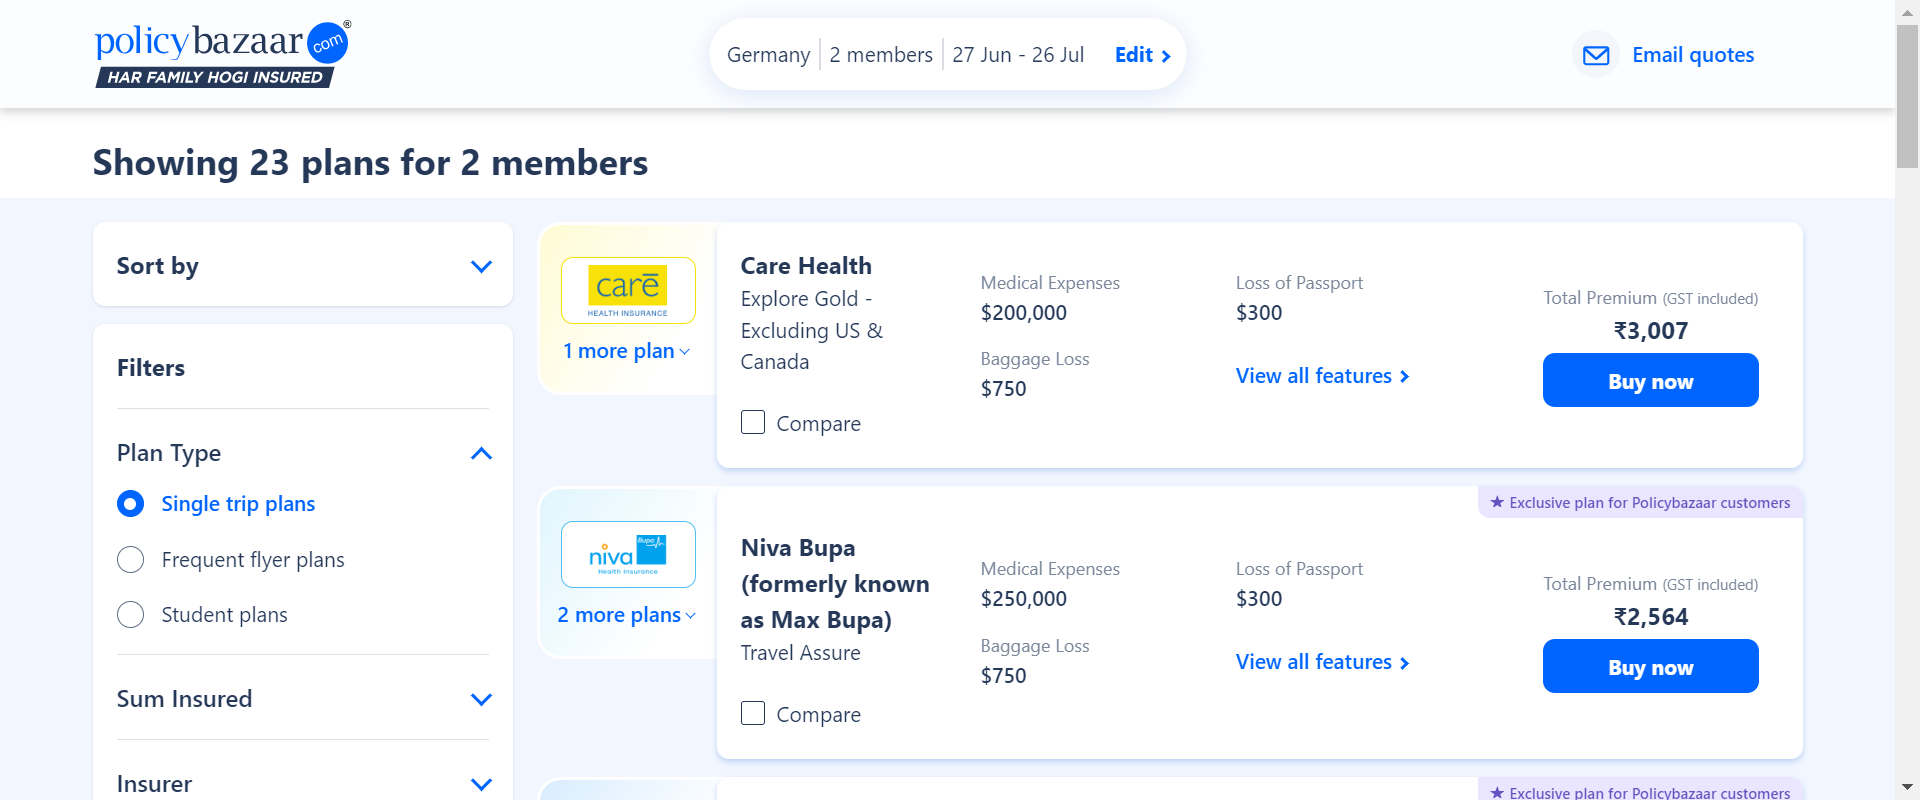 policybazaar.com®
HAR FAMILY HOGI INSURED
Germany 2 members 27 Jun - 26 Jul Edit
Email quotes
Showing 23 plans for 2 members
Sort by
Filters
Plan Type
Single trip plans
Frequent flyer plans
Student plans
Sum Insured
Insurer
care
HEALTH INSURANCE
1 more plan
Care Health
Explore Gold -
Excluding US &
Canada
Compare
Medical Expenses
$200,000
Baggage Loss
$750
Loss of Passport
$300
View all features
Total Premium (GST included)
₹3,007
Buy now
Exclusive plan for Policybazaar customers
niva Bupa
Health Insurance
2 more plans
Niva Bupa
(formerly known
as Max Bupa)
Travel Assure
Compare
Medical Expenses
$250,000
Baggage Loss
$750
Loss of Passport
$300
View all features
Total Premium (GST included)
₹2,564
Buy now
Exclusive plan for Policybazaar customers